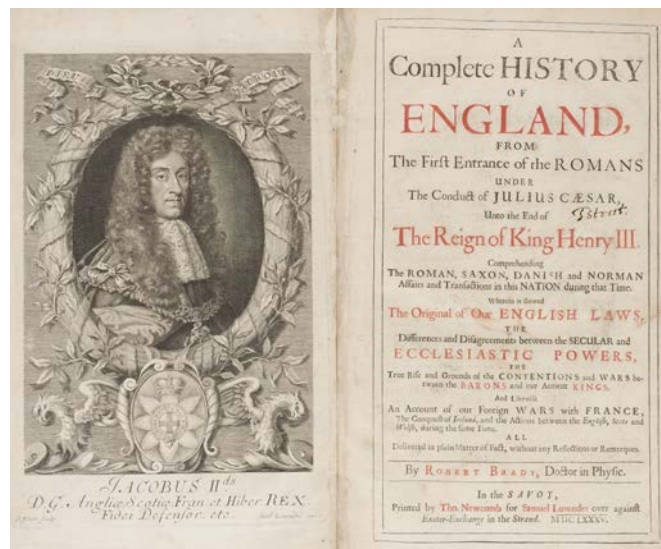 DIEU ET
MON DROIT
JACOBUS II.ds
D.G. Angliæ Scotiæ Fran et Hiber REX.
Fidei Defensor. etc.
A
Complete HISTORY
OF
ENGLAND,
FROM
The First Entrance of the ROMANS
UNDER
The Conduct of JULIUS CÆSAR,
Unto the End of
The Reign of King Henry III.
Comprehending
The ROMAN, SAXON, DANISH and NORMAN
Affairs and Transactions in this NATION during that Time.
Wherein is shewed
The Original of Our ENGLISH LAWS,
THE
Differences and Disagreements between the SECULAR and
ECCLESIASTIC POWERS,
THE
True Rise and Grounds of the CONTENTIONS and WARS be-
tween the BARONS and our Antient KINGS.
And Likewise
An Account of our Foreign WARS with FRANCE,
The Conquest of Ireland, and the Actions between the English, Scots and
Welsh, during the same Time.
ALL
Delivered in plain Matter of Fact, without any Reflections or Remarques.
By ROBERT BRADY, Doctor in Physic.
In the SAVOY,
Printed by Tho. Newcomb for Samuel Lowndes over against
Exeter-Exchange in the Strand. MDCLXXXV.